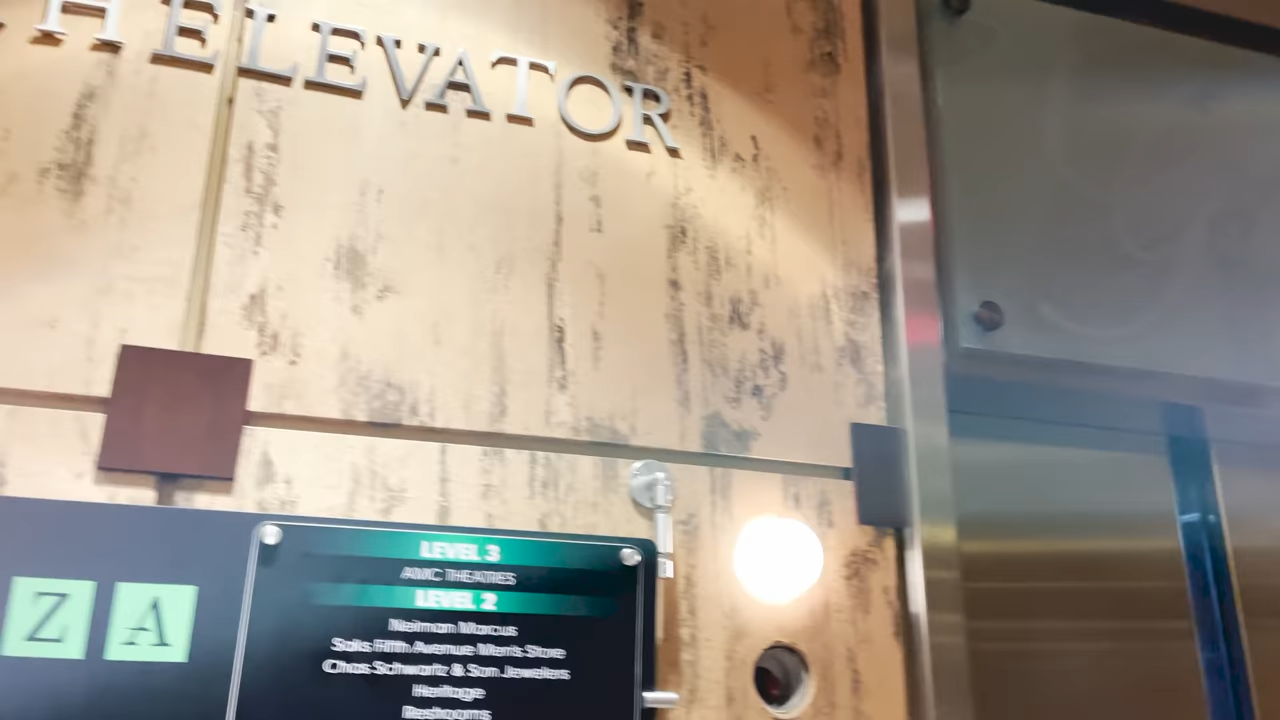 H ELEVATOR
LEVEL 3
AMC THEATRES
LEVEL 2
Neiman Marcus
Saks Fifth Avenue Men's Store
Chas Schwartz & Son Jewelers
Heritage
Restrooms
Z A